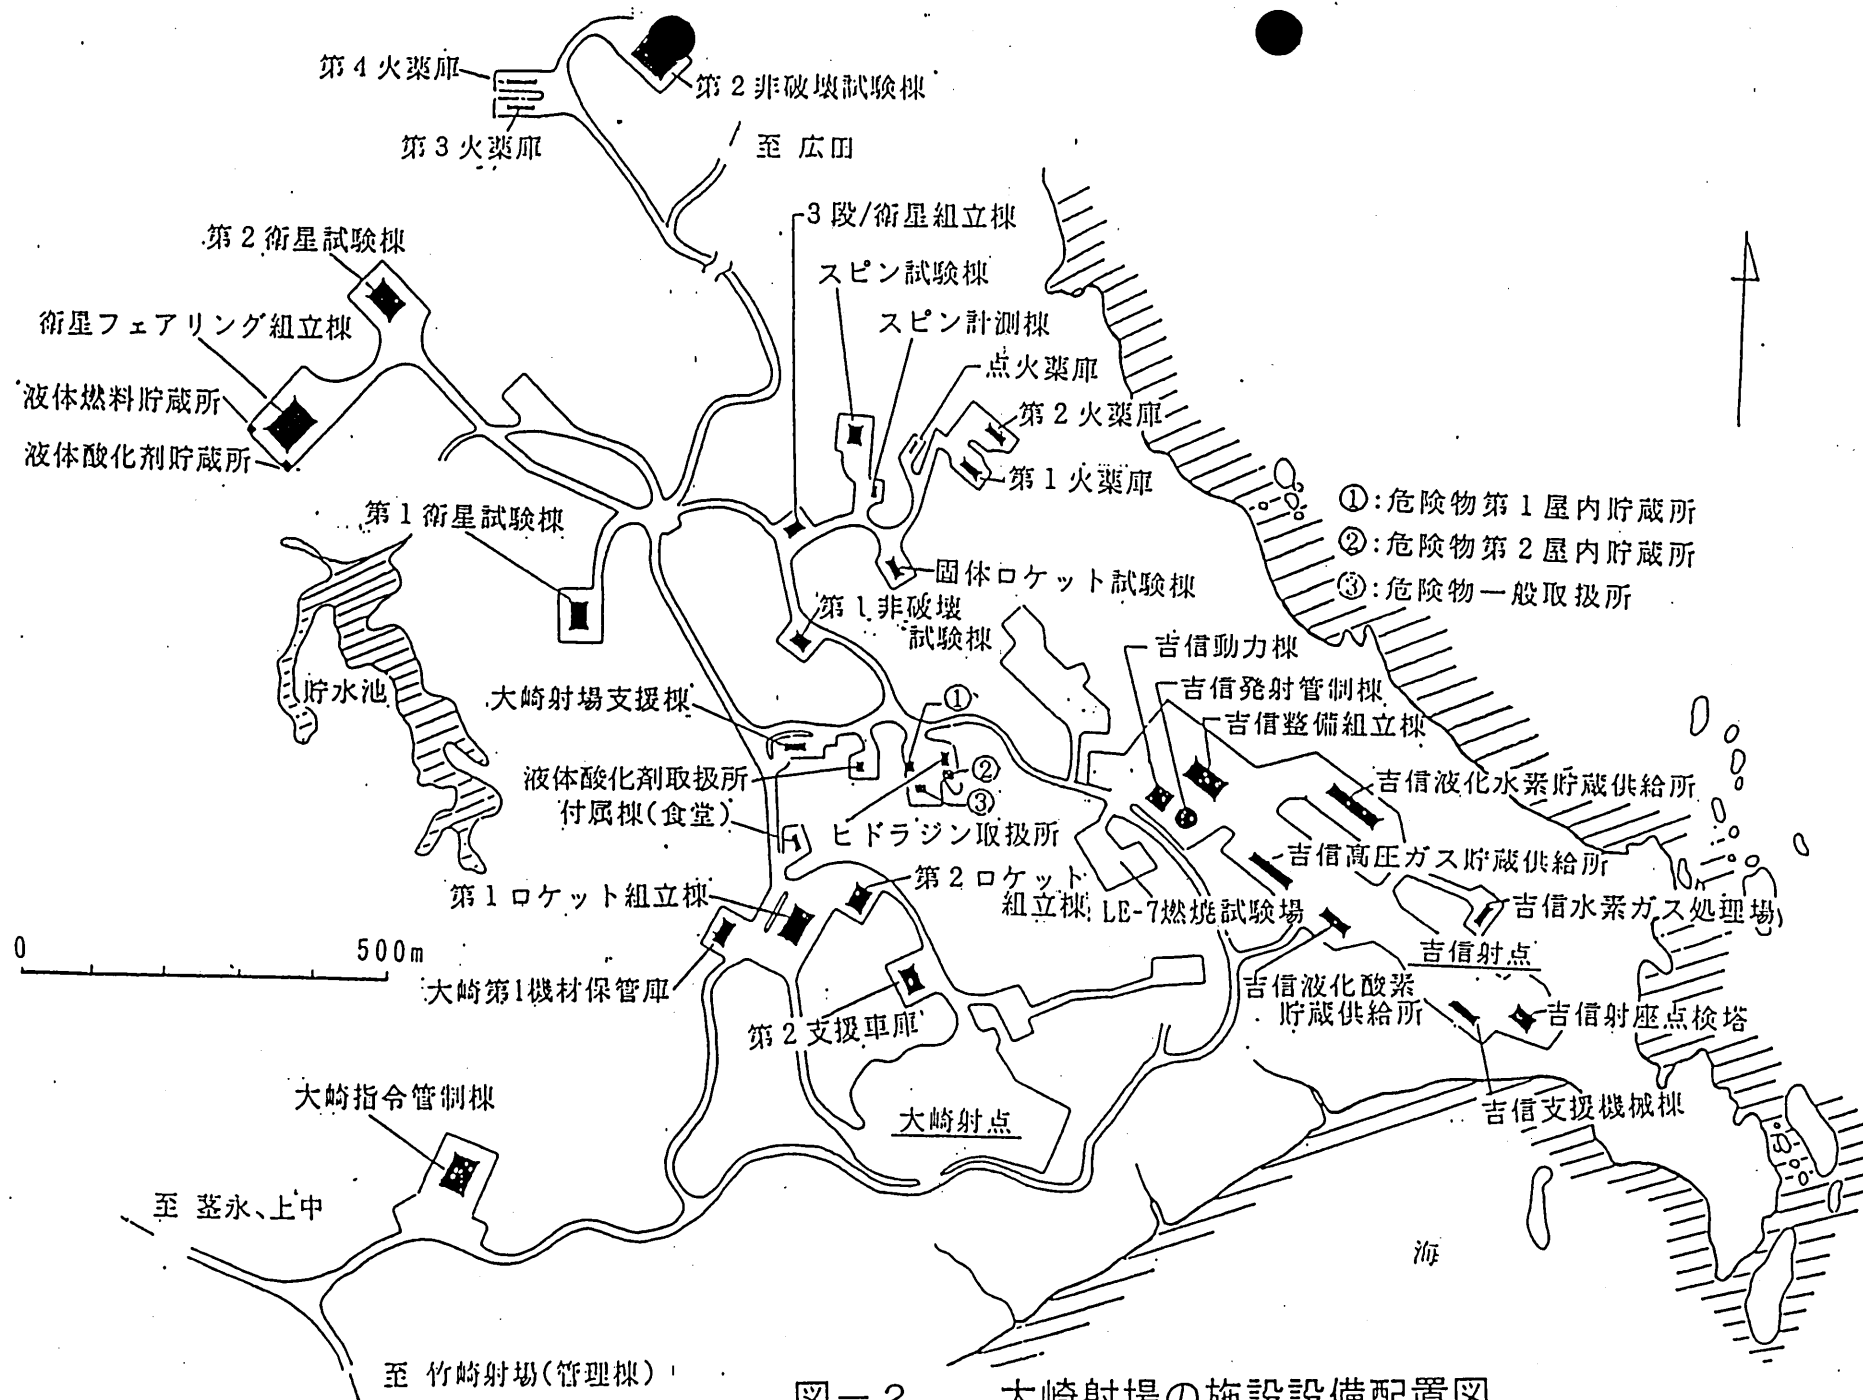 第4火薬庫
第2非破壊試験棟
第3火薬庫
至 広田
3段/衛星組立棟
第2衛星試験棟
スピン試験棟
衛星フェアリング組立棟
スピン計測棟
点火薬庫
液体燃料貯蔵所
第2火薬庫
液体酸化剤貯蔵所
第1火薬庫
①:危険物第1屋内貯蔵所
②:危険物第2屋内貯蔵所
③:危険物一般取扱所
第1衛星試験棟
固体ロケット試験棟
第1非破壊
試験棟
吉信動力棟
吉信発射管制棟
吉信整備組立棟
貯水池
大崎射場支援棟
①
②
③
液体酸化剤取扱所
付属棟(食堂)
ヒドラジン取扱所
吉信液化水素貯蔵供給所
吉信高圧ガス貯蔵供給所
第1ロケット組立棟
第2ロケット
組立棟
LE-7燃焼試験場
吉信水素ガス処理場
吉信射点
0
500m
大崎第1機材保管庫
吉信液化酸素
貯蔵供給所
第2支援車庫
吉信射座点検塔
大崎指令管制棟
大崎射点
吉信支援機械棟
至 茎永、上中
海
至 竹崎射場(管理棟)
図-2 大崎射場の施設設備配置図